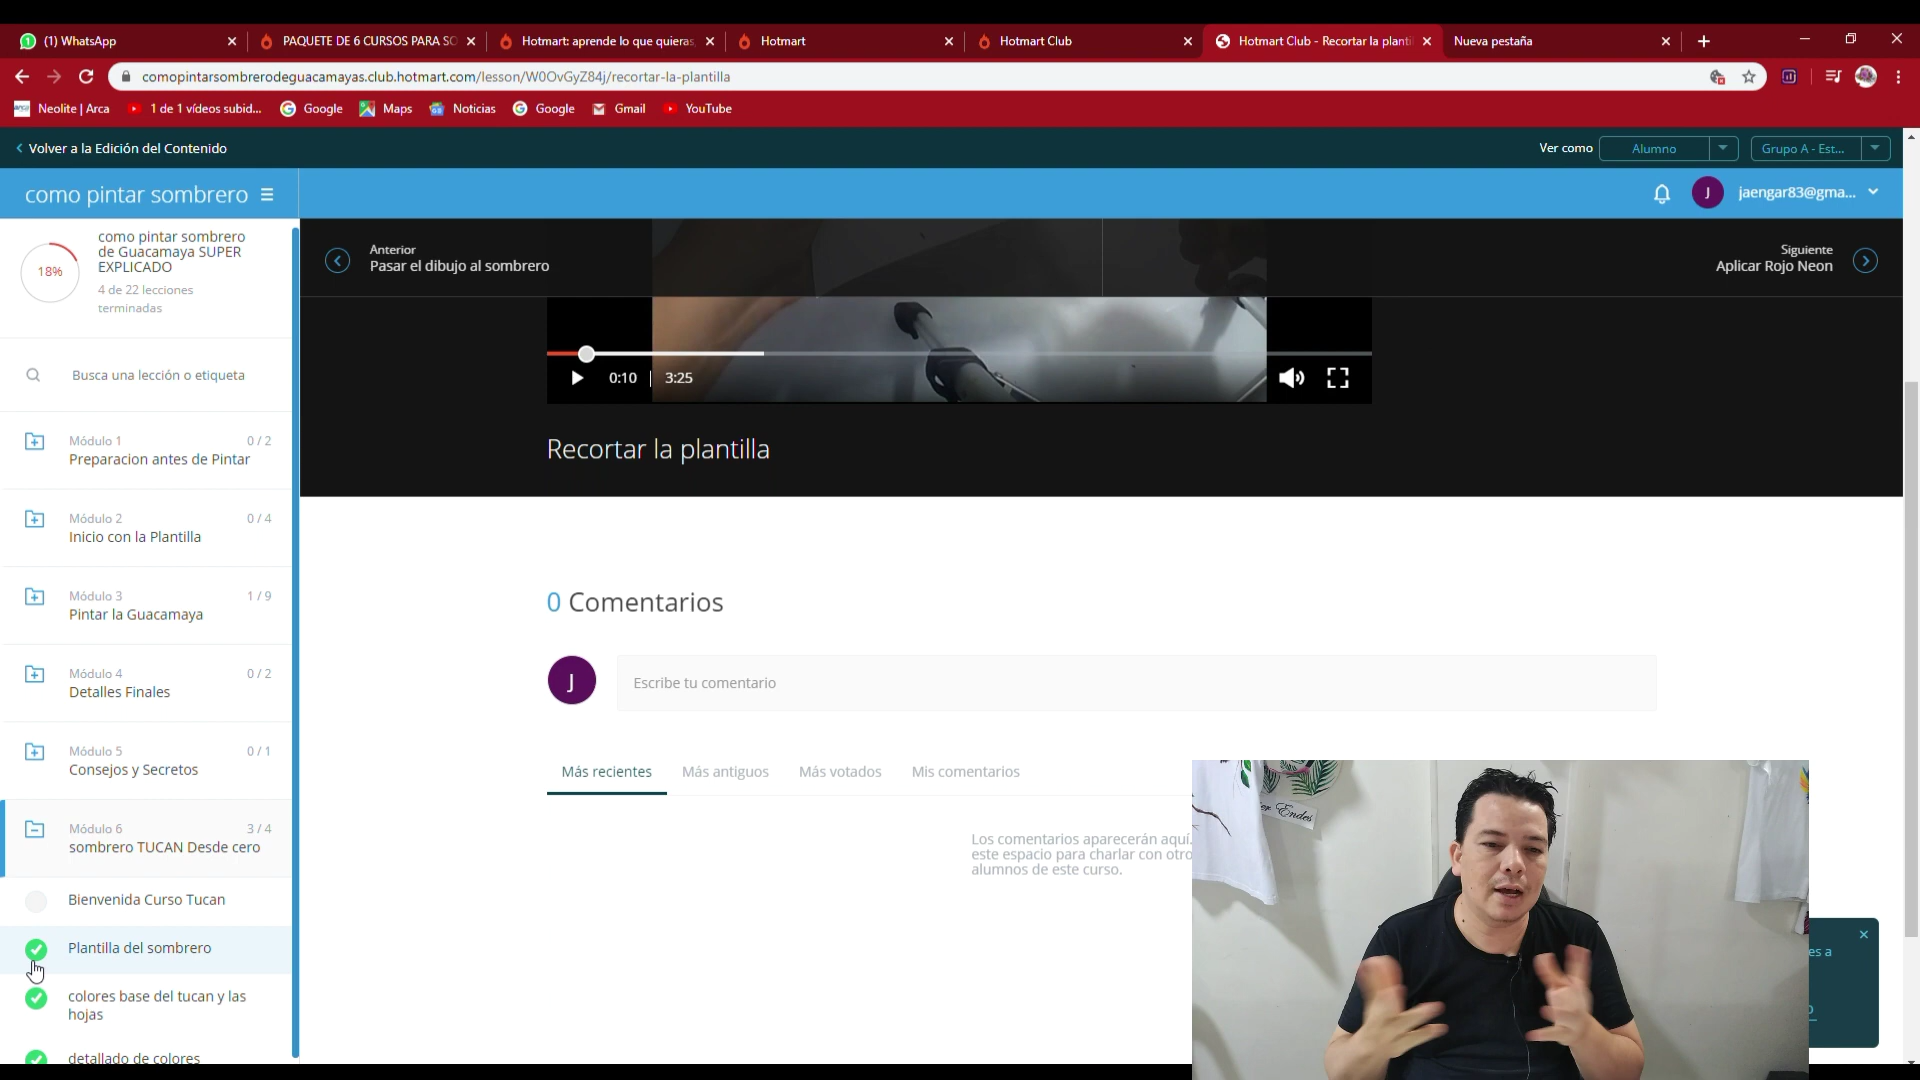 (1) WhatsApp
PAQUETE DE 6 CURSOS PARA SO
Hotmart: aprende lo que quieras,
Hotmart
Hotmart Club
Hotmart Club - Recortar la planti
Nueva pestaña
comopintarsombrerodeguacamayas.club.hotmart.com/lesson/W0OvGyZ84j/recortar-la-plantilla
Neolite | Arca
1 de 1 vídeos subid...
Google
Maps
Noticias
Google
Gmail
YouTube
Volver a la Edición del Contenido
Ver como
Alumno
Grupo A - Est...
como pintar sombrero
J
jaengar83@gma...
18%
como pintar sombrero
de Guacamaya SUPER
EXPLICADO
4 de 22 lecciones
terminadas
Busca una lección o etiqueta
Módulo 1
0 / 2
Preparacion antes de Pintar
Módulo 2
0 / 4
Inicio con la Plantilla
Módulo 3
1 / 9
Pintar la Guacamaya
Módulo 4
0 / 2
Detalles Finales
Módulo 5
0 / 1
Consejos y Secretos
Módulo 6
3 / 4
sombrero TUCAN Desde cero
Bienvenida Curso Tucan
Plantilla del sombrero
colores base del tucan y las
hojas
detallado de colores
Anterior
Pasar el dibujo al sombrero
Siguiente
Aplicar Rojo Neon
0:10
3:25
Recortar la plantilla
0 Comentarios
J
Escribe tu comentario
Más recientes
Más antiguos
Más votados
Mis comentarios
Los comentarios aparecerán aquí.
este espacio para charlar con otro
alumnos de este curso.
Endes
es a